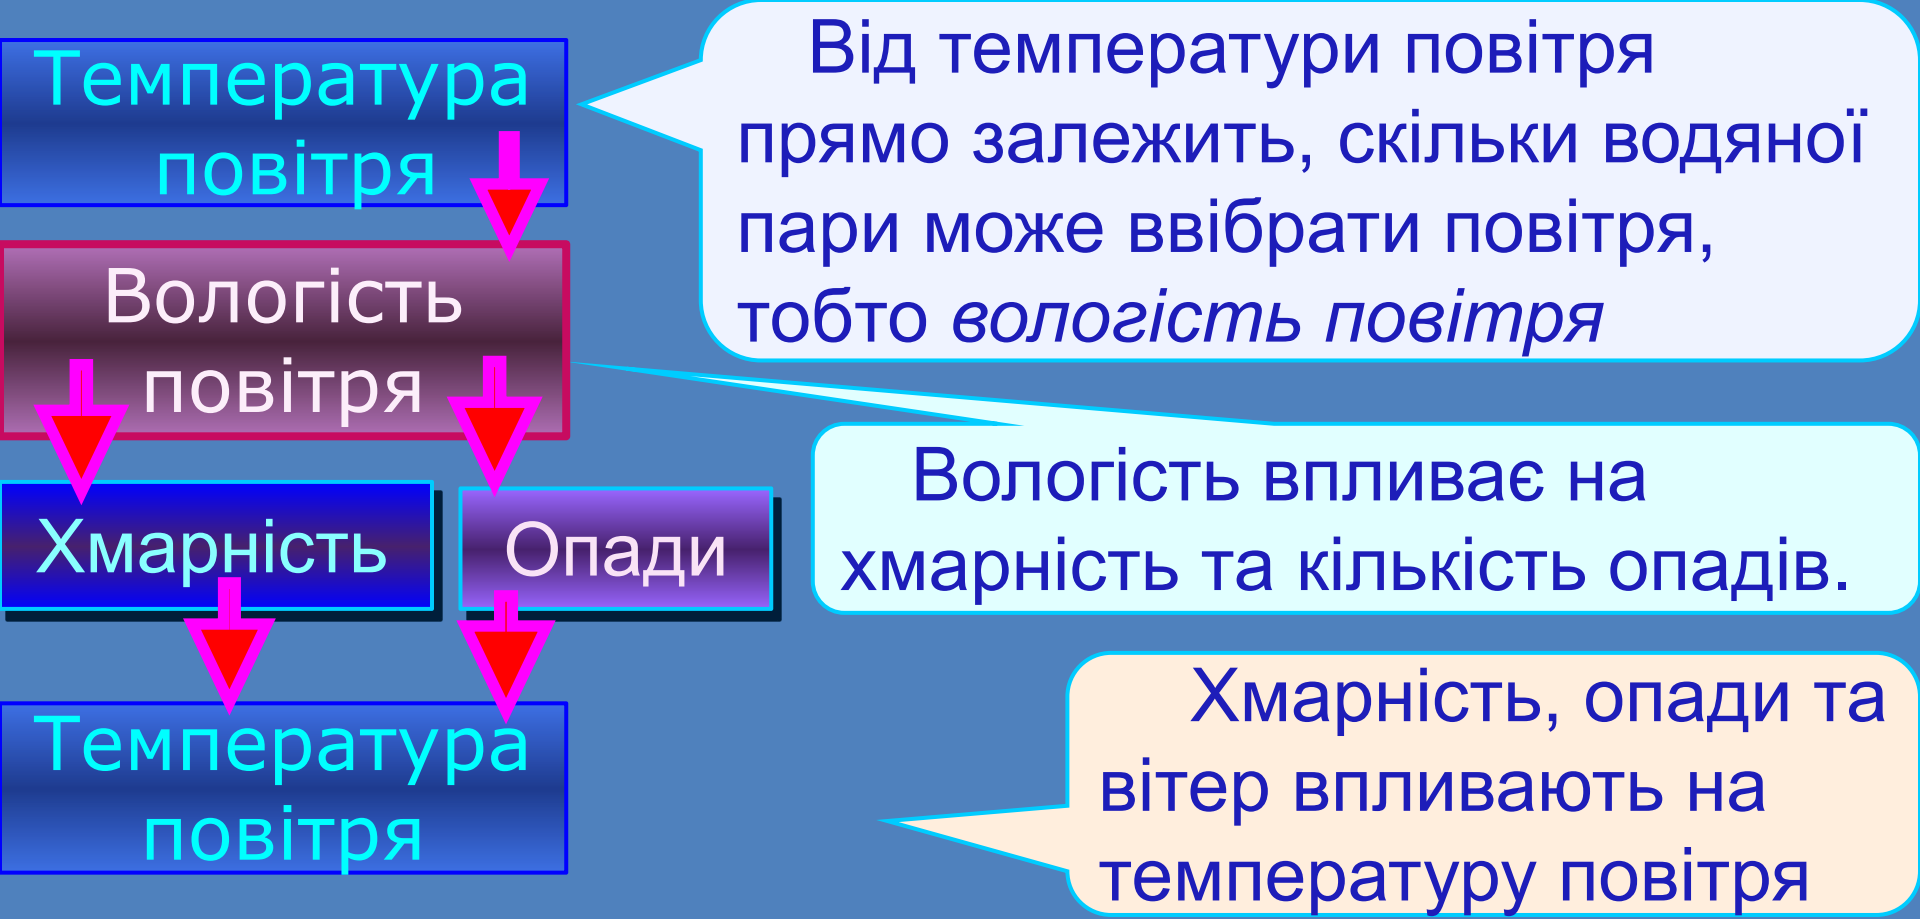 Температура
повітря
Від температури повітря
прямо залежить, скільки водяної
пари може ввібрати повітря,
тобто вологість повітря
Вологість
повітря
Хмарність
Опади
Вологість впливає на
хмарність та кількість опадів.
Температура
повітря
Хмарність, опади та
вітер впливають на
температуру повітря